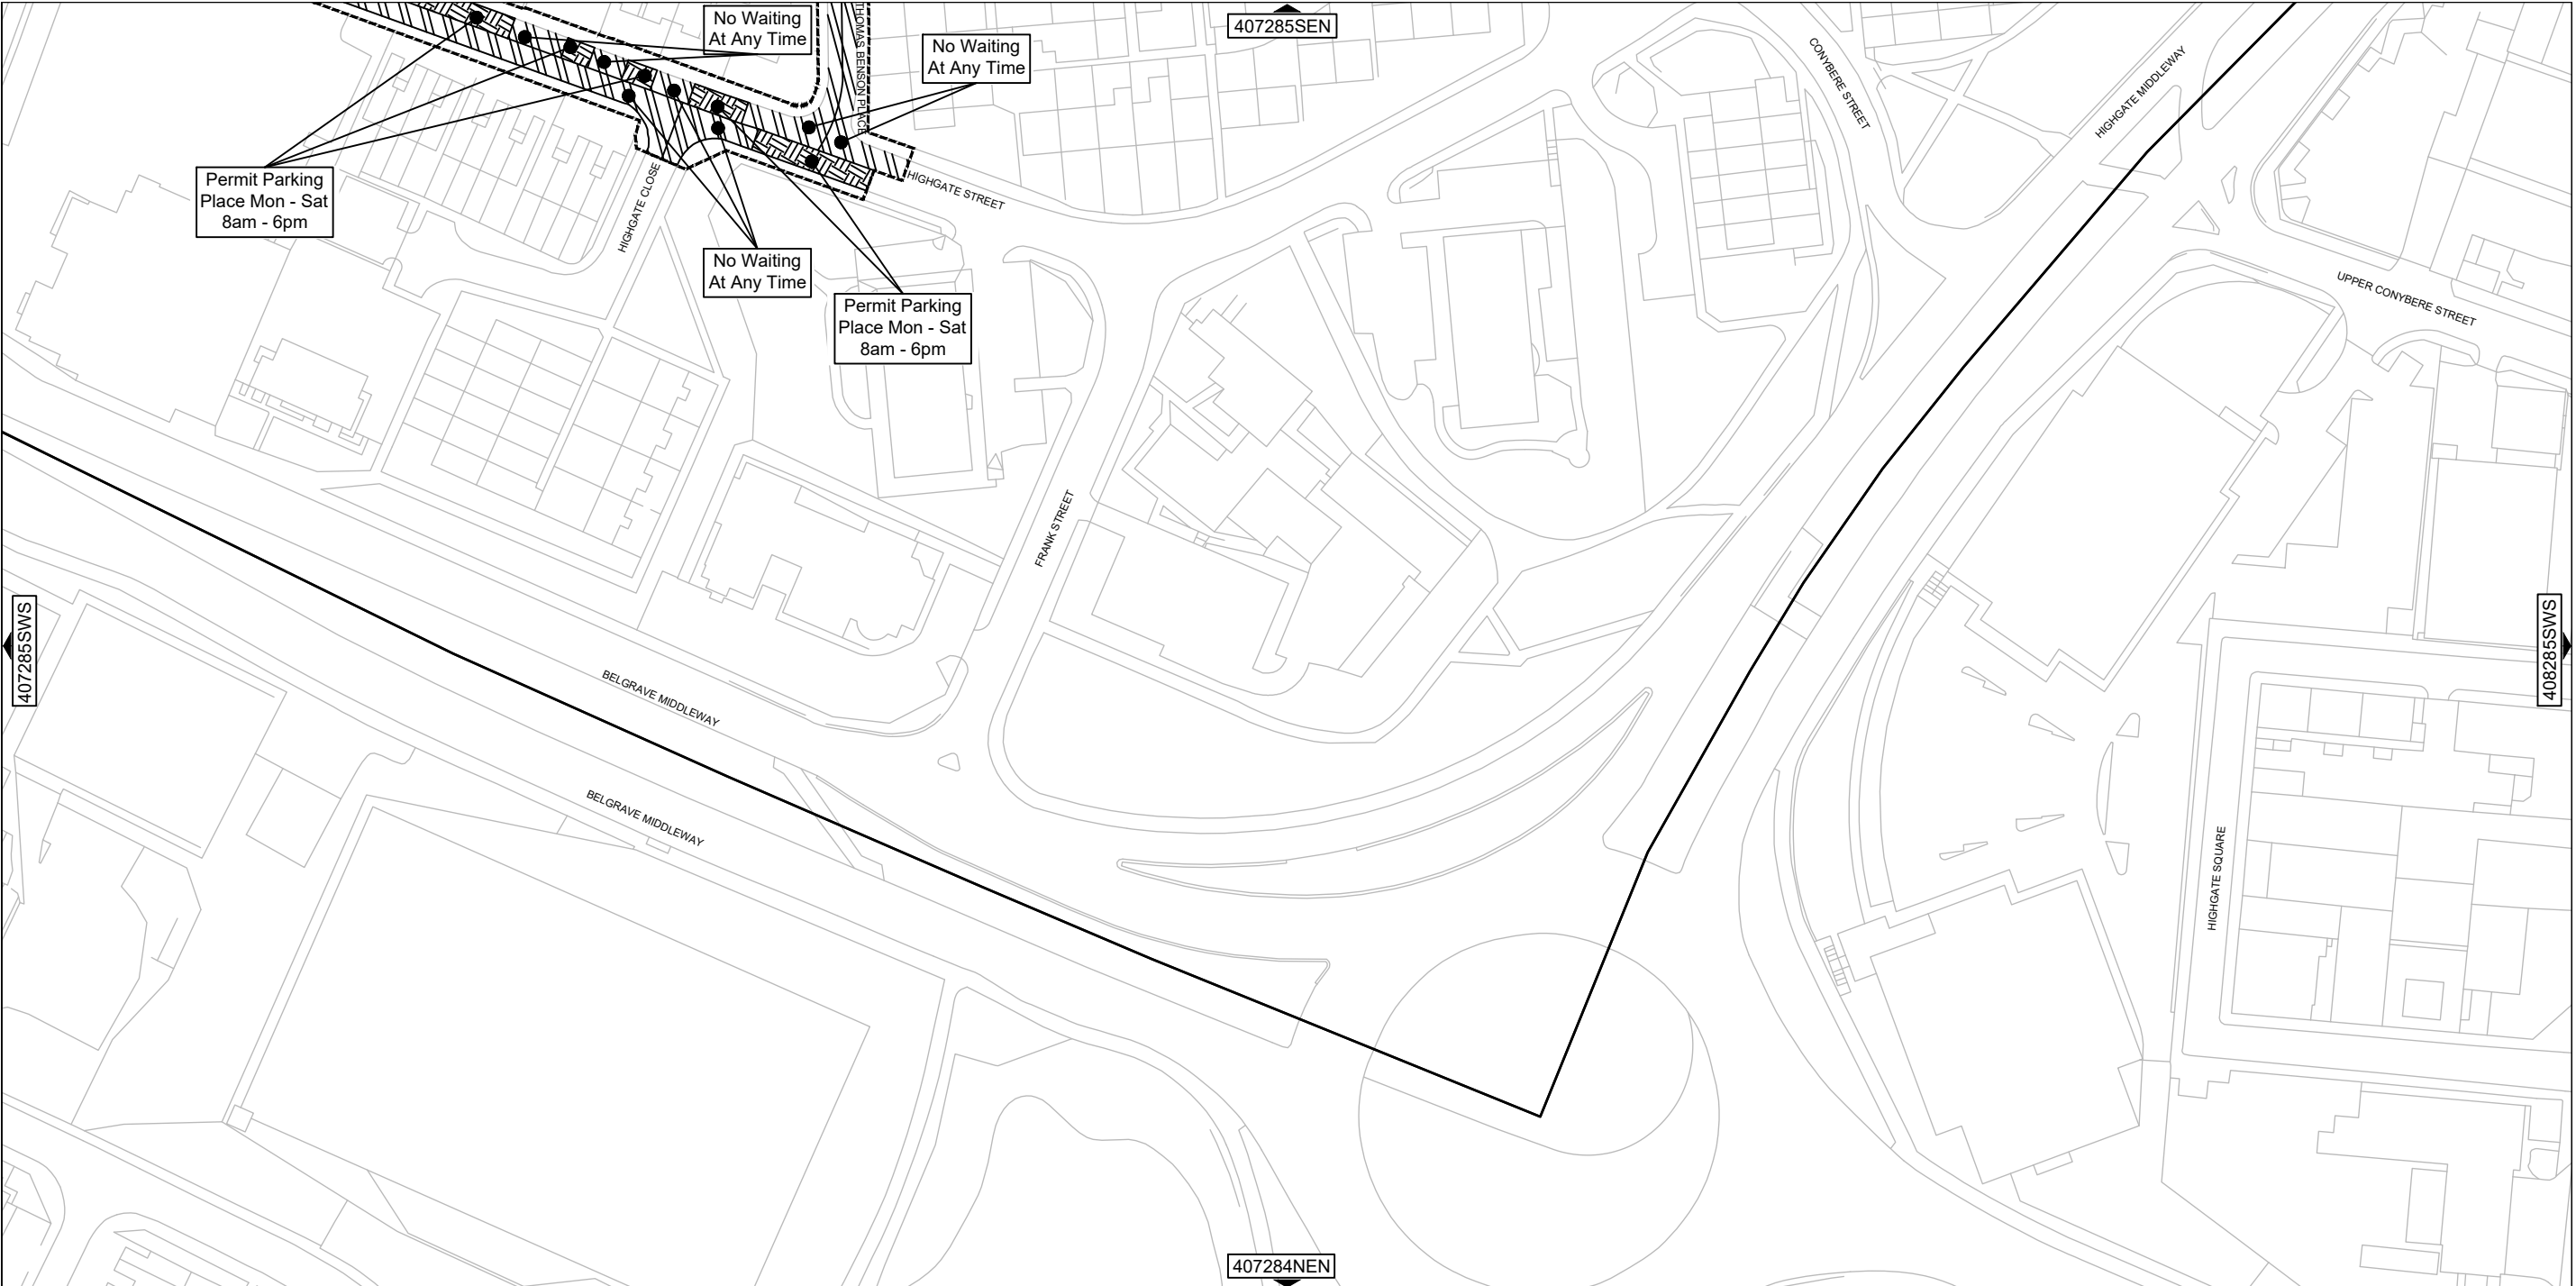 No Waiting
At Any Time
THOMAS BENSON PLACE
No Waiting
At Any Time
407285SEN
CONYBERE STREET
HIGHGATE MIDDLEWAY
Permit Parking
Place Mon - Sat
8am - 6pm
HIGHGATE CLOSE
HIGHGATE STREET
No Waiting
At Any Time
Permit Parking
Place Mon - Sat
8am - 6pm
UPPER CONYBERE STREET
FRANK STREET
407285SWS
408285SWS
BELGRAVE MIDDLEWAY
BELGRAVE MIDDLEWAY
HIGHGATE SQUARE
407284NEN